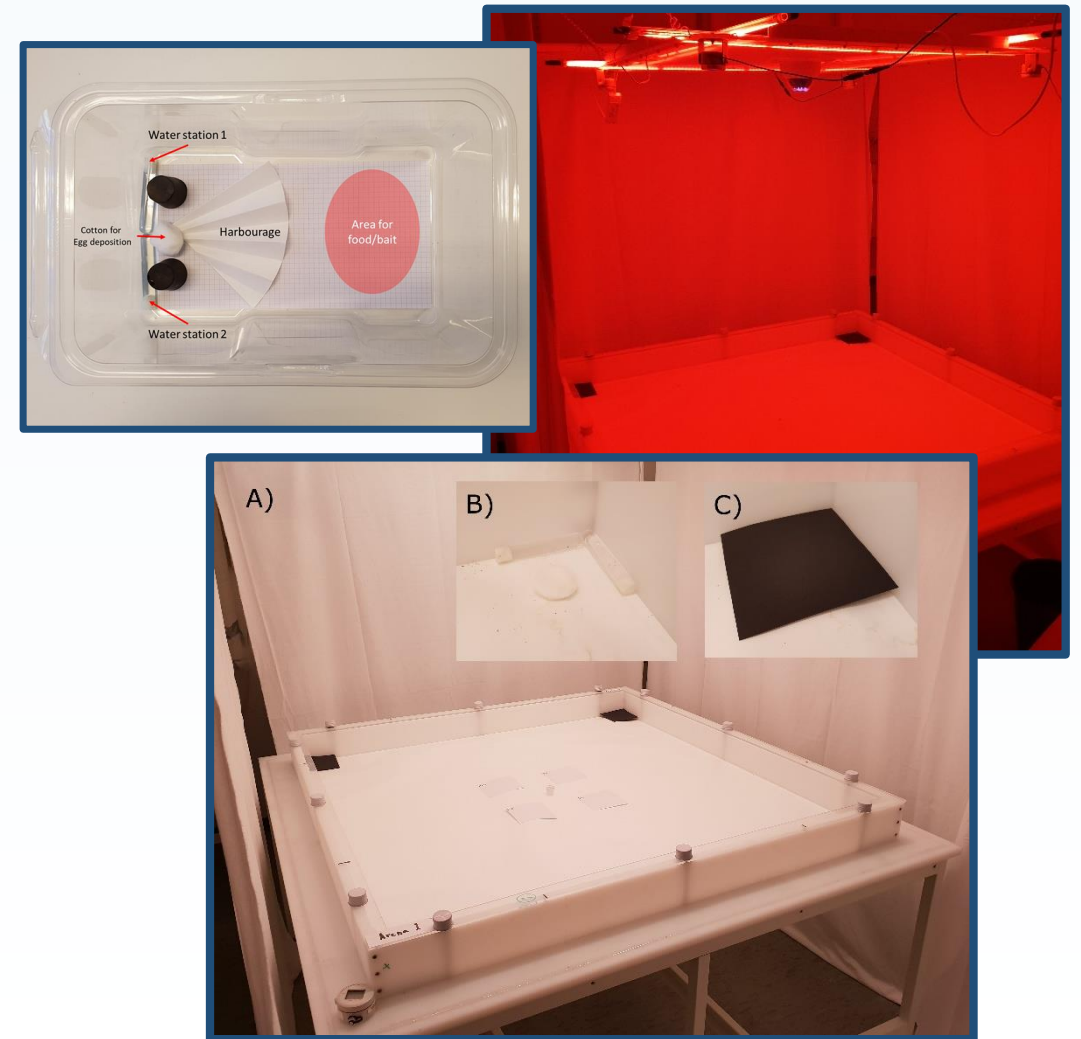 Water station 1
Cotton for
Egg deposition
Harbourage
Area for
food/bait
Water station 2
A)
B)
C)
Arena 1